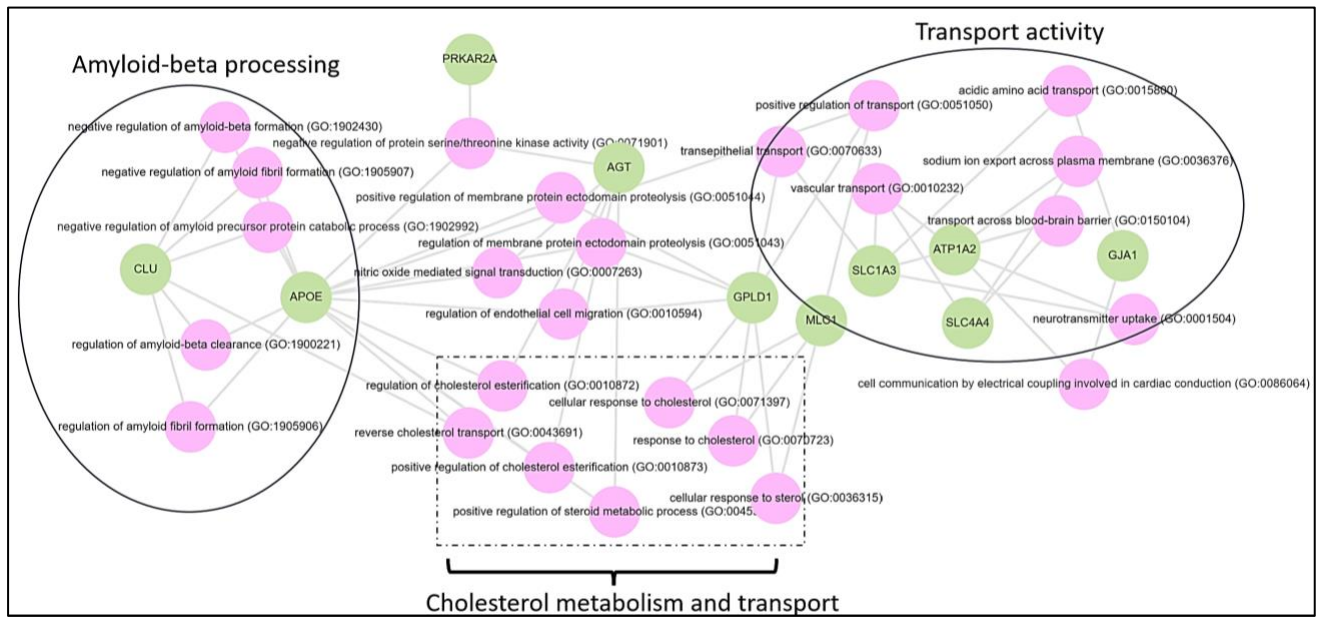 Transport activity
Amyloid-beta processing
PRKAR2A
acidic amino acid transport (GO:0015800)
positive regulation of transport (GO:0051050)
negative regulation of amyloid-beta formation (GO:1902430)
negative regulation of protein serine/threonine kinase activity (GO:0071901)
transepithelial transport (GO:0070633)
sodium ion export across plasma membrane (GO:0036376)
AGT
negative regulation of amyloid fibril formation (GO:1905907)
vascular transport (GO:0010232)
positive regulation of membrane protein ectodomain proteolysis (GO:0051044)
transport across blood-brain barrier (GO:0150104)
negative regulation of amyloid precursor protein catabolic process (GO:1902992)
regulation of membrane protein ectodomain proteolysis (GO:0051043)
ATP1A2
GJA1
CLU
nitric oxide mediated signal transduction (GO:0007263)
SLC1A3
APOE
GPLD1
regulation of endothelial cell migration (GO:0010594)
MLC1
SLC4A4
neurotransmitter uptake (GO:0001504)
regulation of amyloid-beta clearance (GO:1900221)
regulation of cholesterol esterification (GO:0010872)
cell communication by electrical coupling involved in cardiac conduction (GO:0086064)
cellular response to cholesterol (GO:0071397)
regulation of amyloid fibril formation (GO:1905906)
reverse cholesterol transport (GO:0043691)
response to cholesterol (GO:0070723)
positive regulation of cholesterol esterification (GO:0010873)
cellular response to sterol (GO:0036315)
positive regulation of steroid metabolic process (GO:0045
Cholesterol metabolism and transport